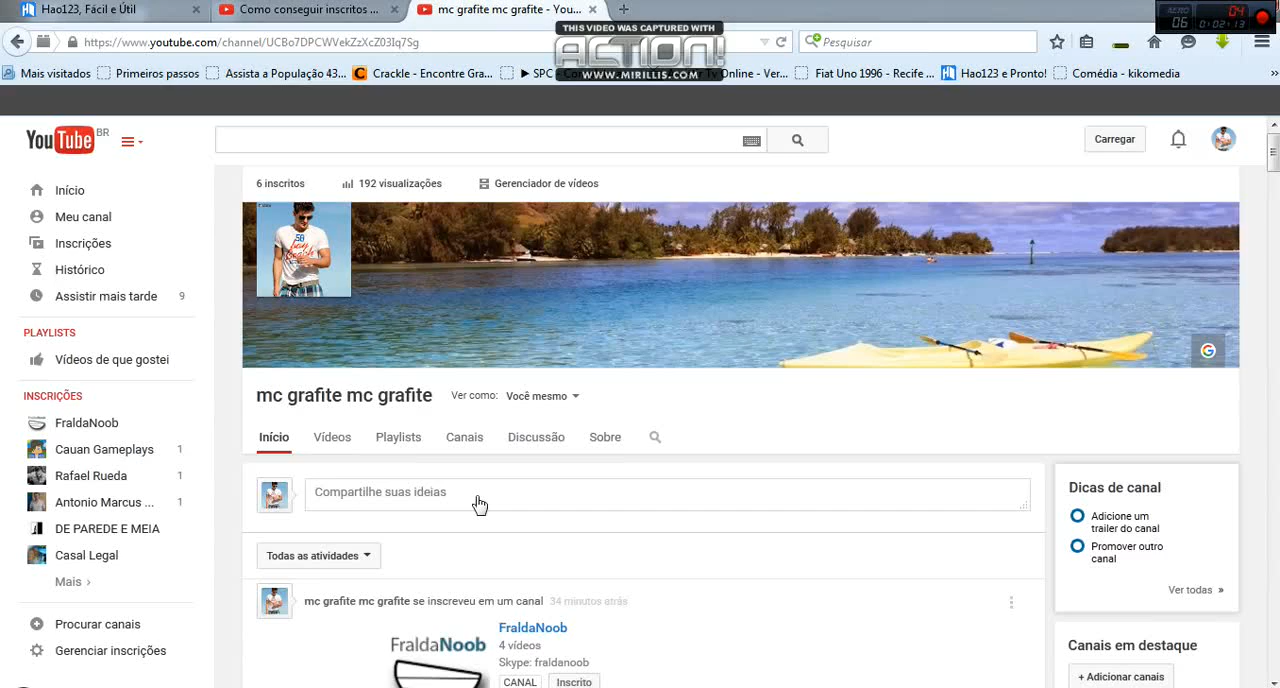 Hao123, Fácil e Útil
Como conseguir inscritos ...
mc grafite mc grafite - You...
THIS VIDEO WAS CAPTURED WITH
ACTION!
WWW.MIRILLIS.COM
AERO
06
04
0:02:13
https://www.youtube.com/channel/UCBo7DPCWVekZzXcZ03Iq7Sg
Pesquisar
Mais visitados
Primeiros passos
Assista a População 43...
Crackle - Encontre Gra...
SPC
Online - Ver...
Fiat Uno 1996 - Recife ...
Hao123 e Pronto!
Comédia - kikomedia
YouTube BR
Carregar
Início
Meu canal
Inscrições
Histórico
Assistir mais tarde 9
PLAYLISTS
Vídeos de que gostei
INSCRIÇÕES
FraldaNoob
Cauan Gameplays 1
Rafael Rueda 1
Antonio Marcus ... 1
DE PAREDE E MEIA
Casal Legal
Mais ›
Procurar canais
Gerenciar inscrições
6 inscritos
192 visualizações
Gerenciador de vídeos
mc grafite mc grafite
Ver como: Você mesmo
Início Vídeos Playlists Canais Discussão Sobre
Compartilhe suas ideias
Todas as atividades
mc grafite mc grafite se inscreveu em um canal 34 minutos atrás
FraldaNoob
FraldaNoob
4 vídeos
Skype: fraldanoob
CANAL Inscrito
Dicas de canal
Adicione um
trailer do canal
Promover outro
canal
Ver todas »
Canais em destaque
+ Adicionar canais